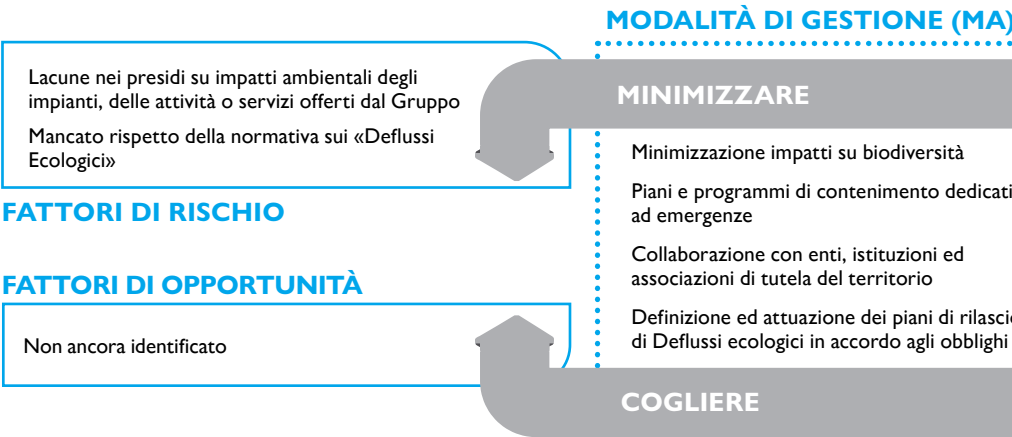 MODALITÀ DI GESTIONE (MA)
Lacune nei presidi su impatti ambientali degli
impianti, delle attività o servizi offerti dal Gruppo
Mancato rispetto della normativa sui «Deflussi
Ecologici»
FATTORI DI RISCHIO
FATTORI DI OPPORTUNITÀ
Non ancora identificato
MINIMIZZARE
Minimizzazione impatti su biodiversità
Piani e programmi di contenimento dedicati
ad emergenze
Collaborazione con enti, istituzioni ed
associazioni di tutela del territorio
Definizione ed attuazione dei piani di rilascio
di Deflussi ecologici in accordo agli obblighi
COGLIERE